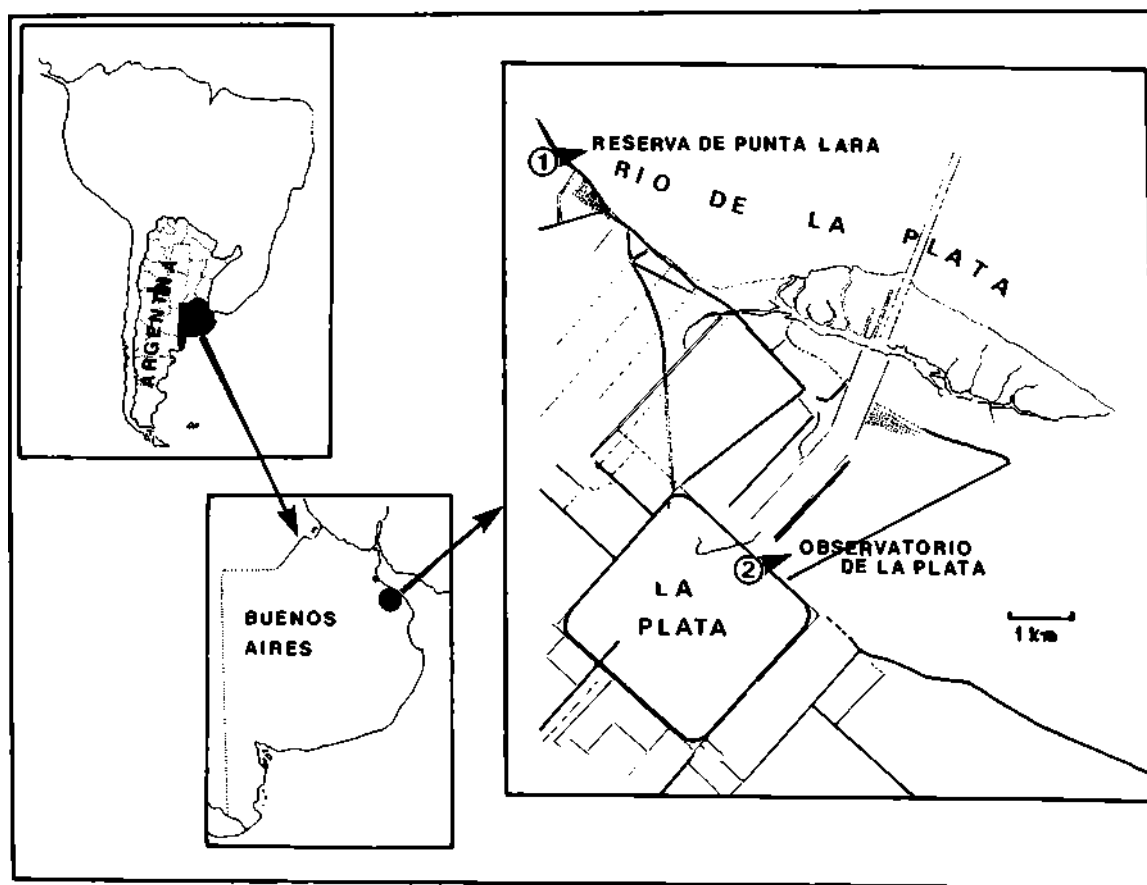 ARGENTINA
BUENOS
AIRES
1 RESERVA DE PUNTA LARA
RIO DE LA PLATA
2 OBSERVATORIO
DE LA PLATA
LA
PLATA
1 km